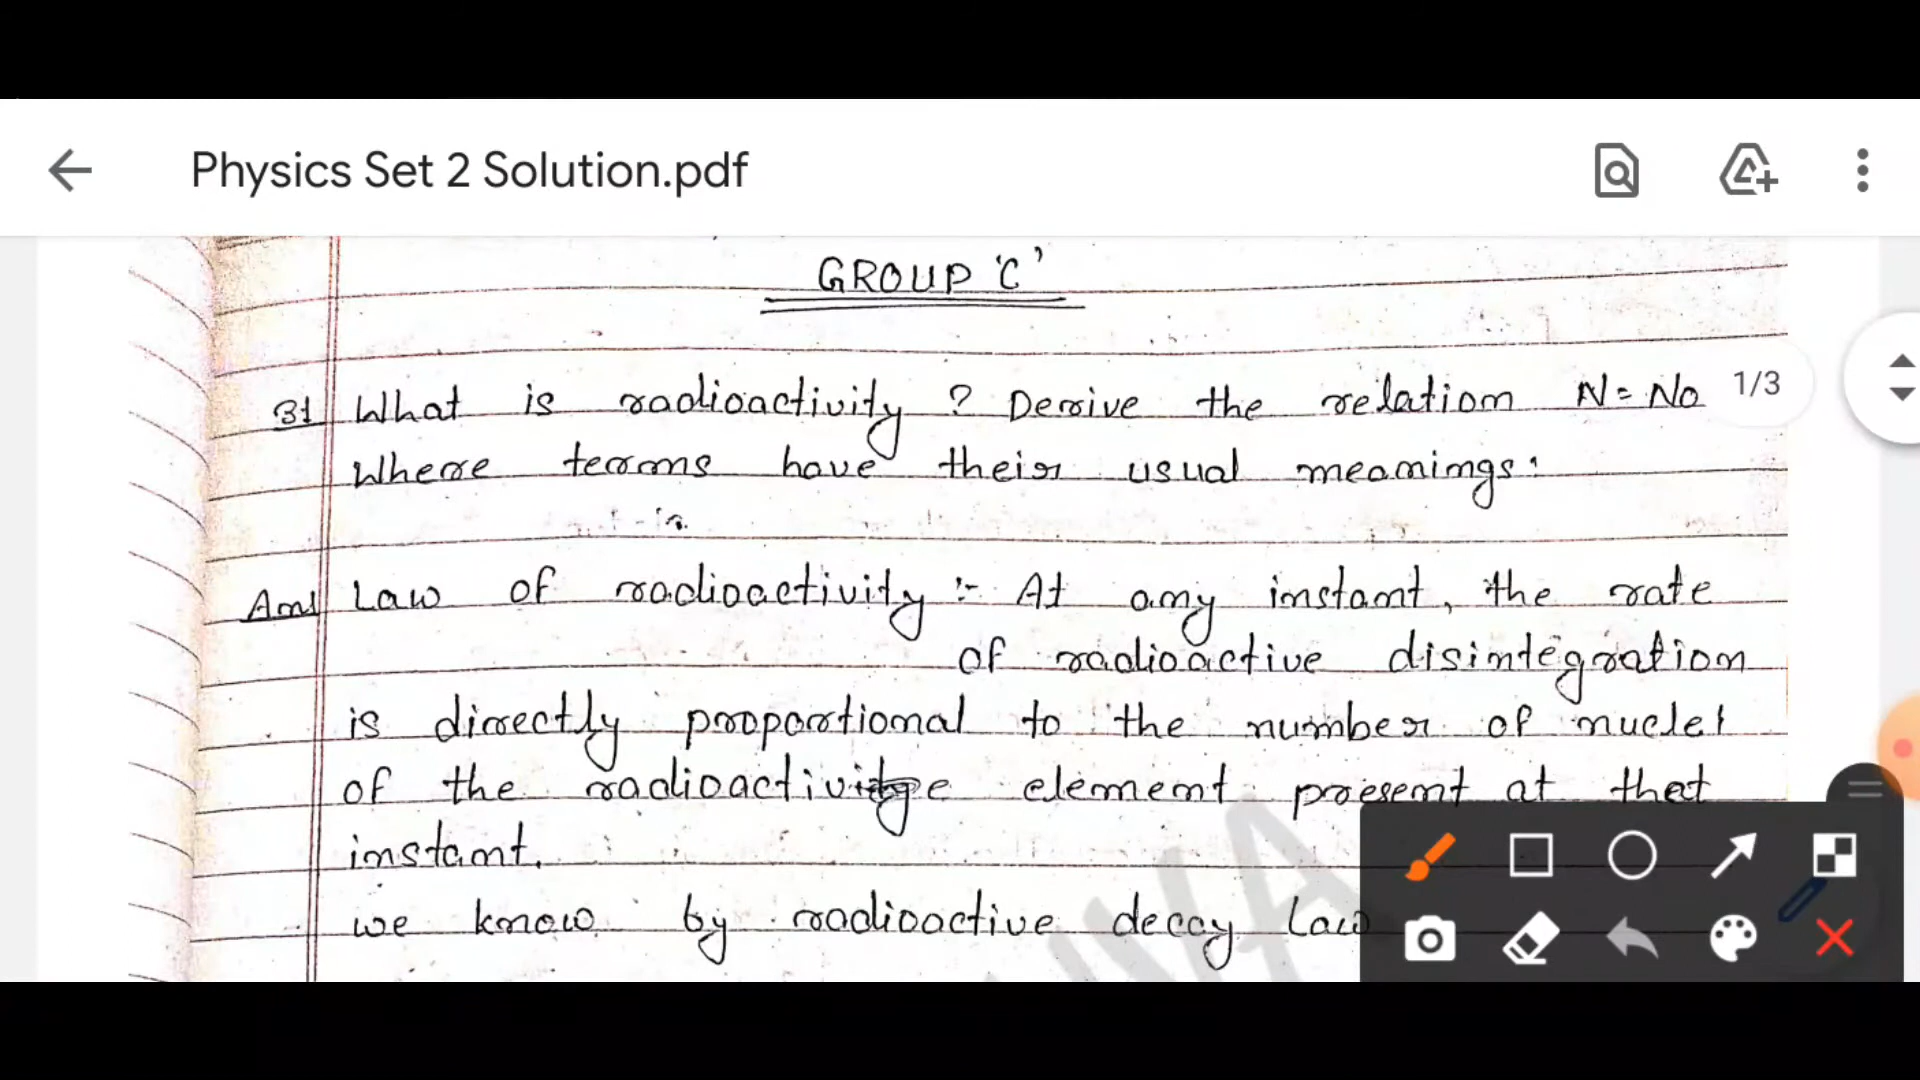 Physics Set 2 Solution.pdf
GROUP 'C'
31 What is radioactivity ? Derive the relation N = No
1/3
Where terms have their usual meanings.
Ans Law of radioactivity :- At any instant, the rate
of radioactive disintegration
is directly proportional to the number of nuclei
of the element present at that
instant.
we know by radioactive decay Law